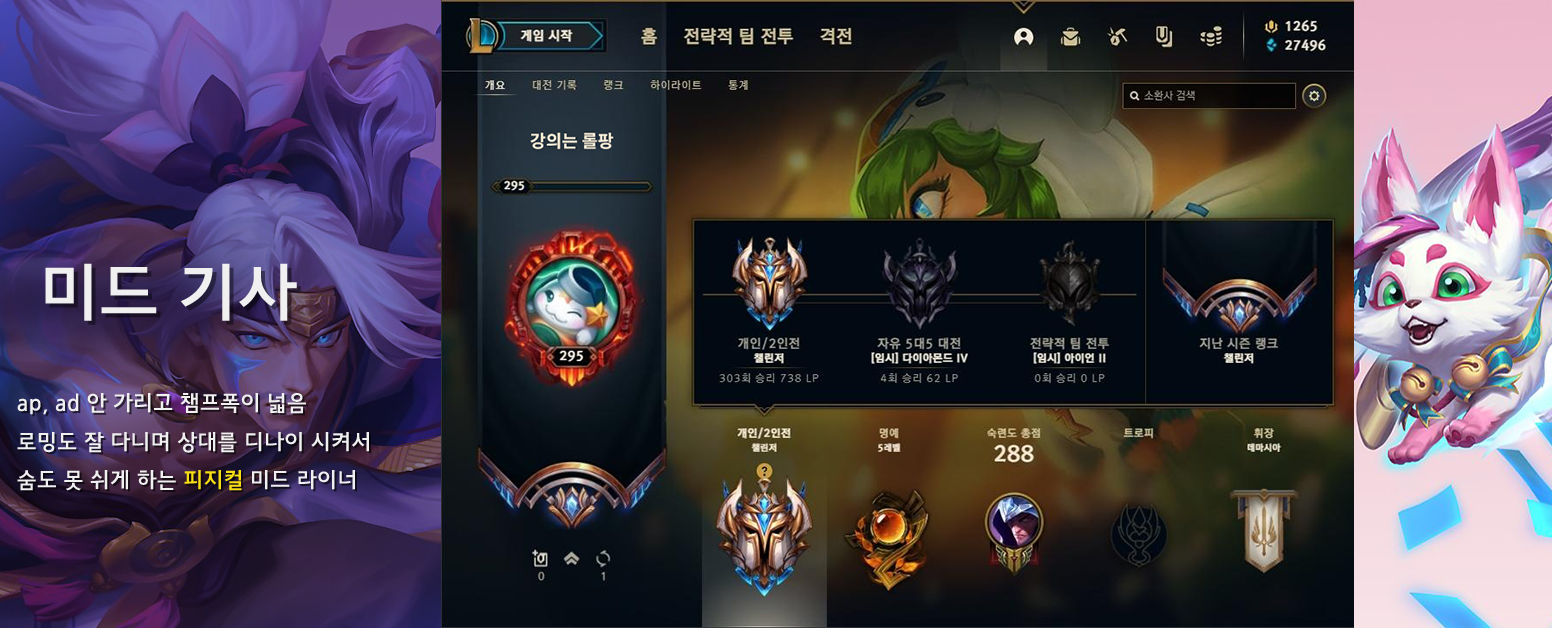 미드 기사
ap, ad 안 가리고 챔프폭이 넓음
로밍도 잘 다니며 상대를 디나이 시켜서
숨도 못 쉬게 하는 피지컬 미드 라이너
게임 시작
홈 전략적 팀 전투 격전
1265
27496
개요 대전 기록 랭크 하이라이트 통계
소환사 검색
강의는 롤팡
295
295
0 1
개인/2인전
챌린저
303회 승리 738 LP
자유 5대5 대전
[임시] 다이아몬드 IV
4회 승리 62 LP
전략적 팀 전투
[임시] 아이언 II
0회 승리 0 LP
지난 시즌 랭크
챌린저
개인/2인전
챌린저
?
명예
5레벨
숙련도 총점
288
트로피
휘장
데마시아